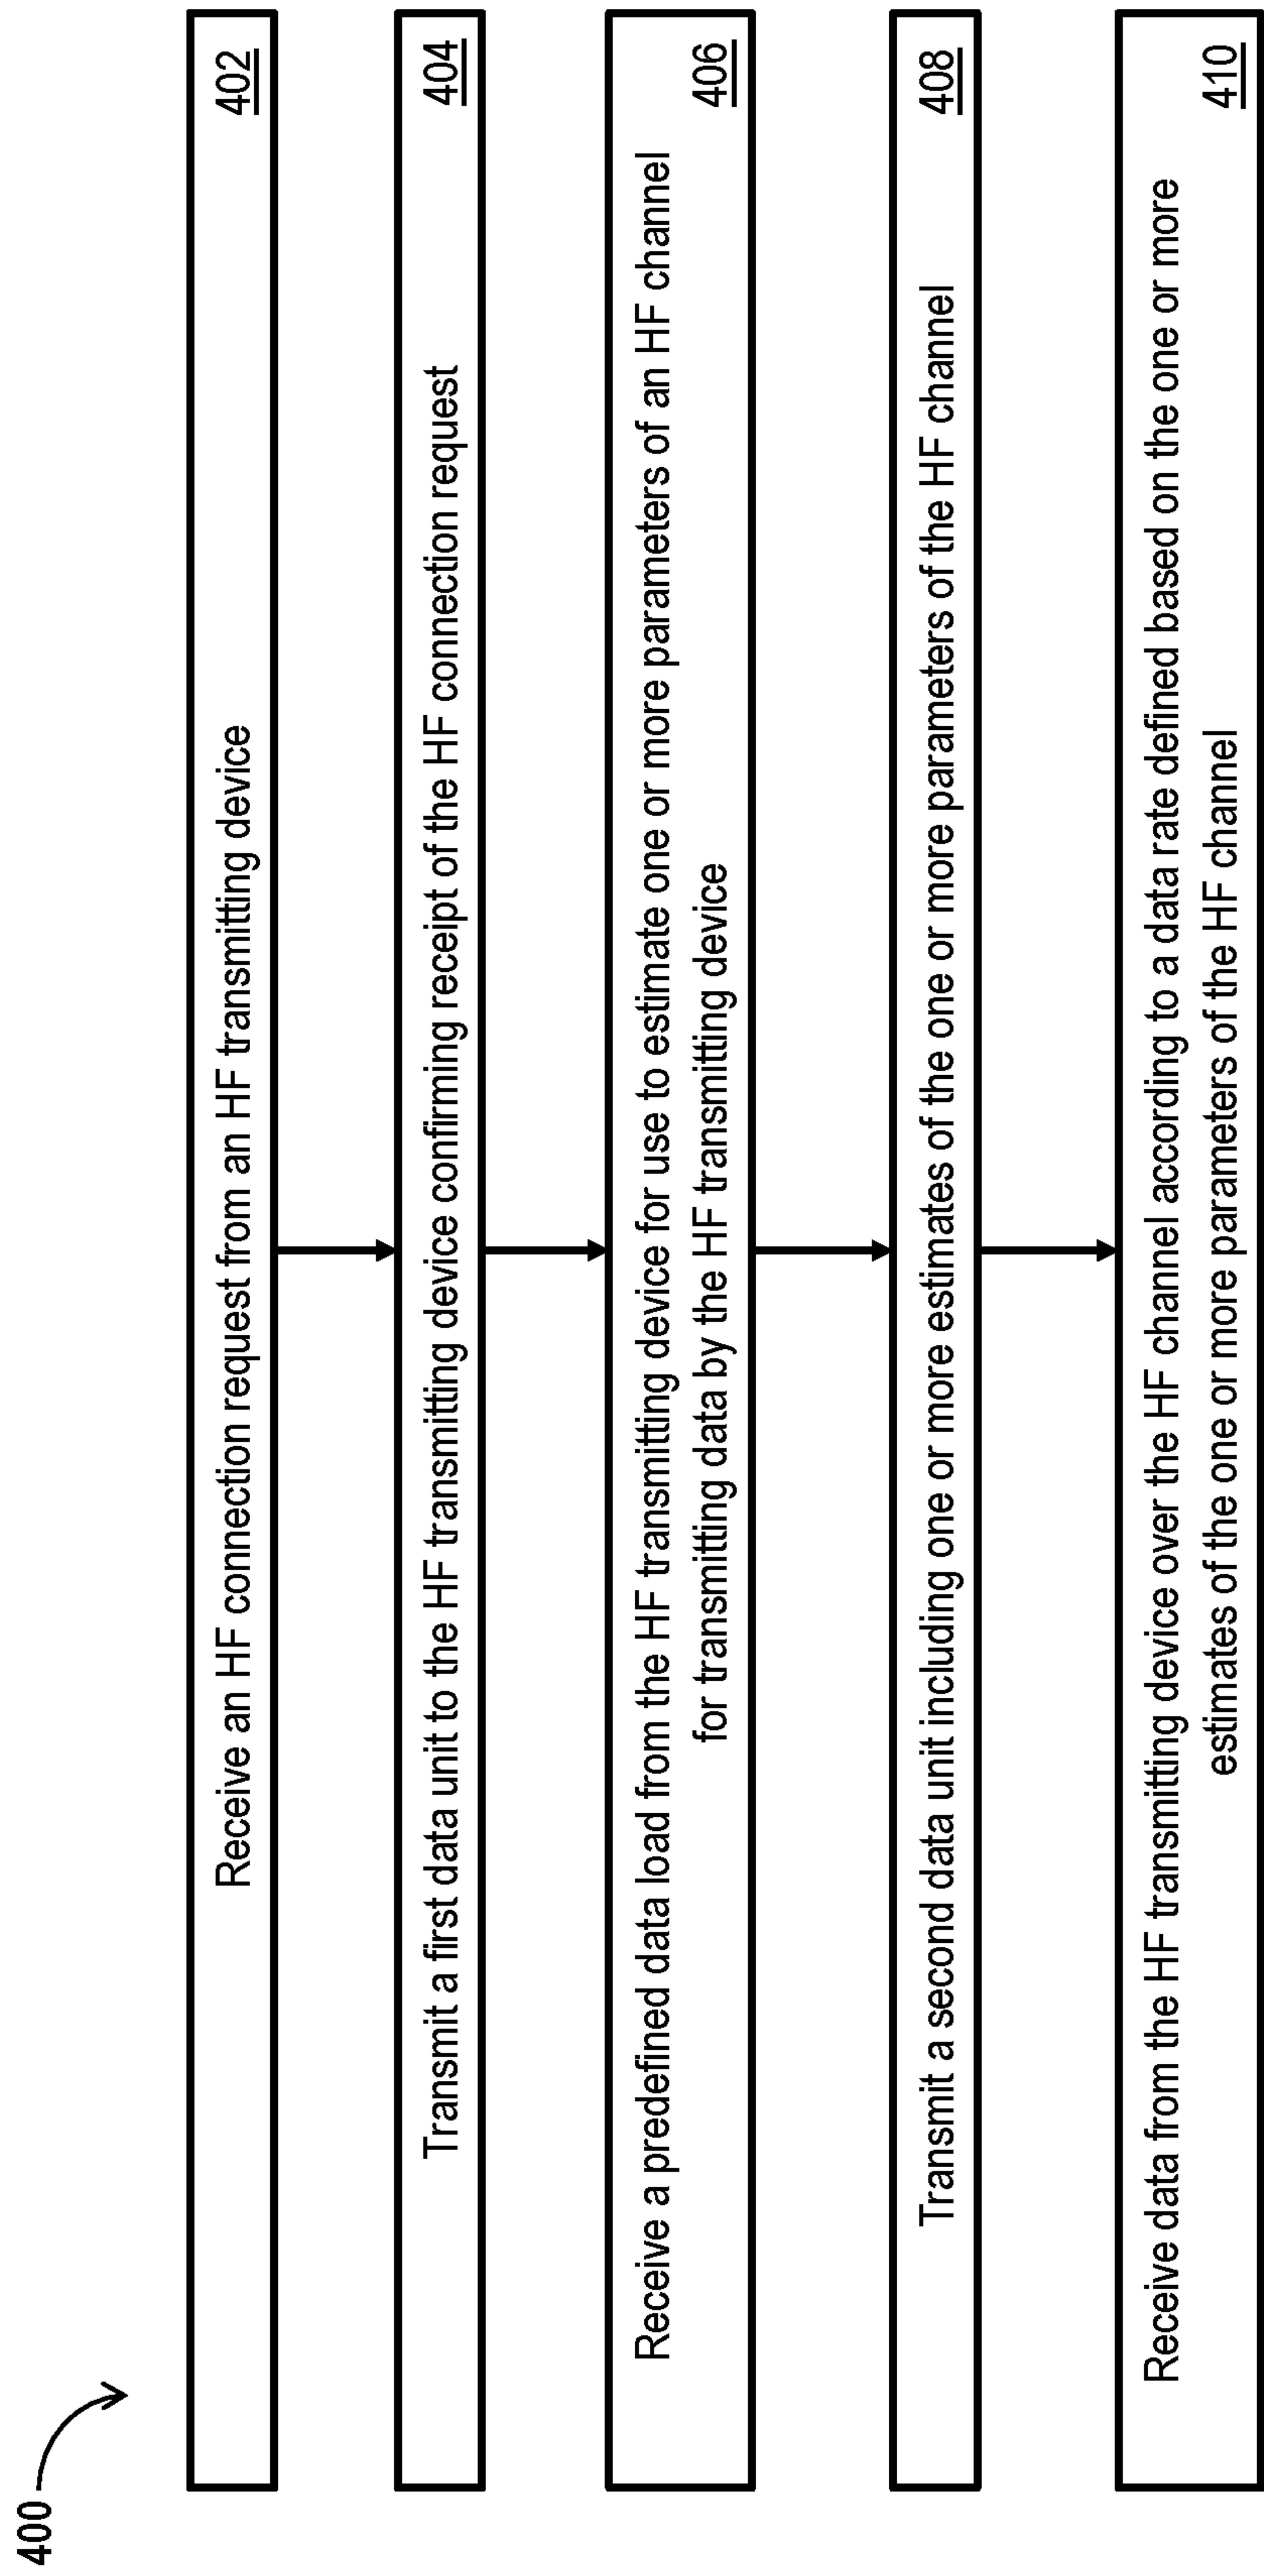 400
Receive an HF connection request from an HF transmitting device
402
Transmit a first data unit to the HF transmitting device confirming receipt of the HF connection request
404
Receive a predefined data load from the HF transmitting device for use to estimate one or more parameters of an HF channel
for transmitting data by the HF transmitting device
406
Transmit a second data unit including one or more estimates of the one or more parameters of the HF channel
408
Receive data from the HF transmitting device over the HF channel according to a data rate defined based on the one or more
estimates of the one or more parameters of the HF channel
410